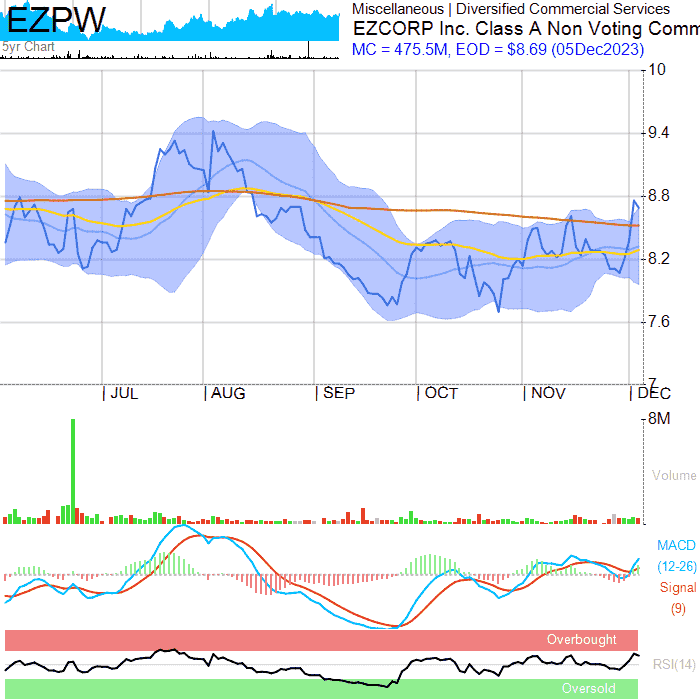 EZPW
5yr Chart
Miscellaneous | Diversified Commercial Services
EZCORP Inc. Class A Non Voting Comm
MC = 475.5M, EOD = $8.69 (05Dec2023)
10
9.4
8.8
8.2
7.6
7
| JUL | AUG | SEP | OCT | NOV | DEC
8M
Volume
MACD
(12-26)
Signal
(9)
Overbought
RSI(14)
Oversold